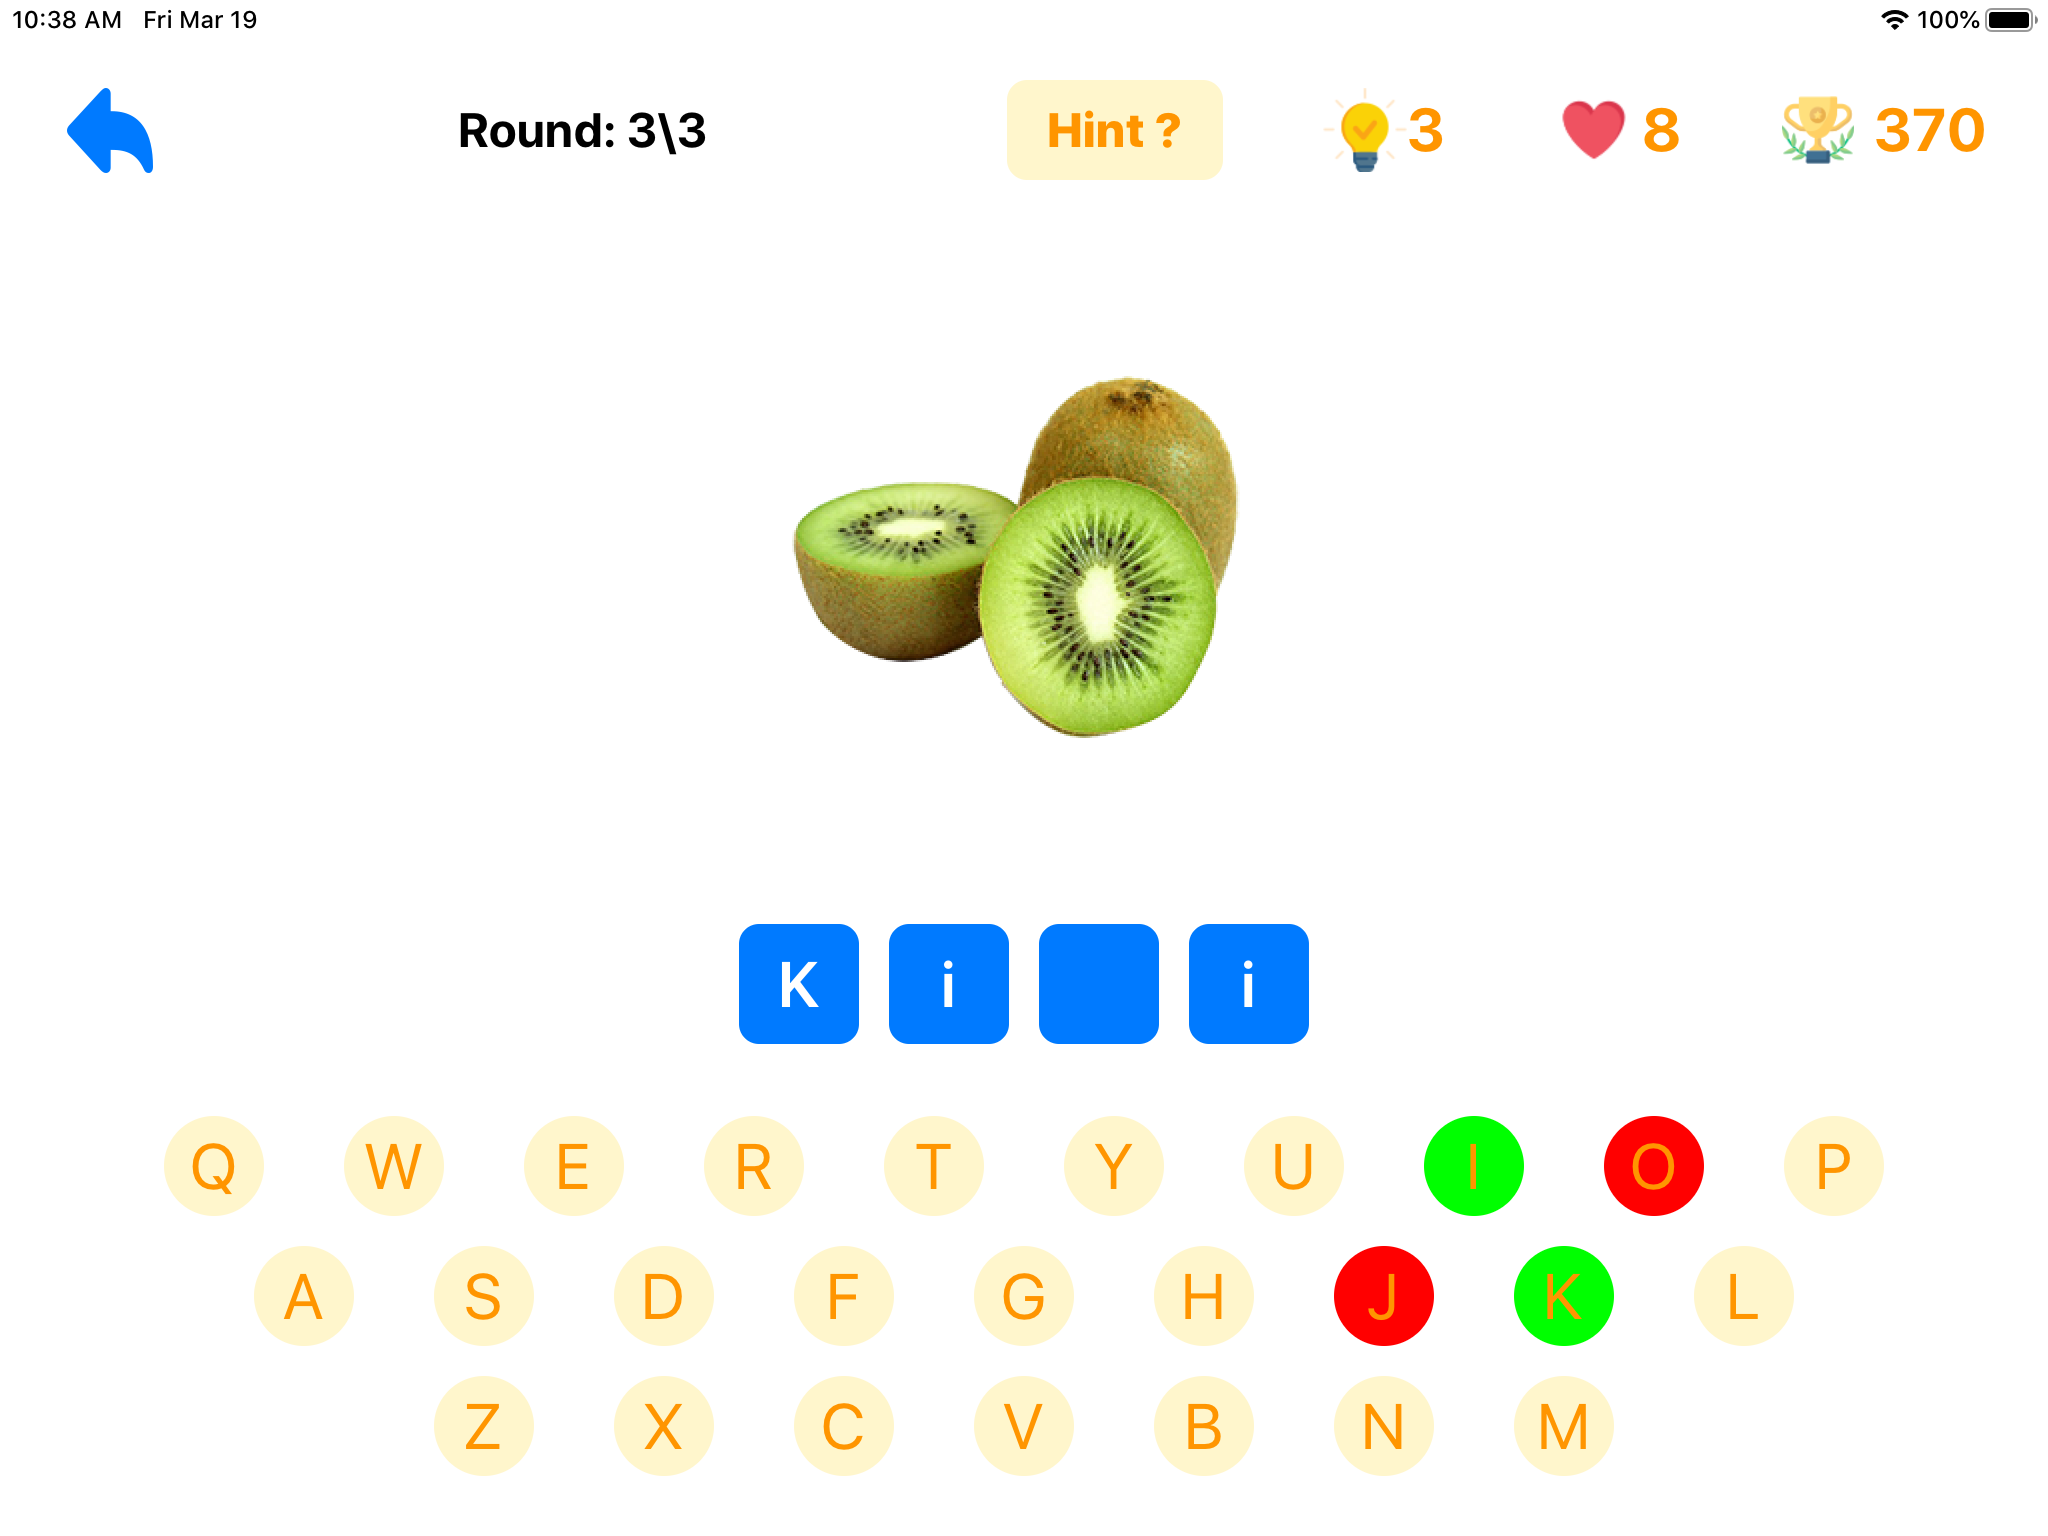 10:38 AM Fri Mar 19 100%
Round: 3\3 Hint ? 3 8 370
K i i
Q W E R T Y U I O P
A S D F G H J K L
Z X C V B N M